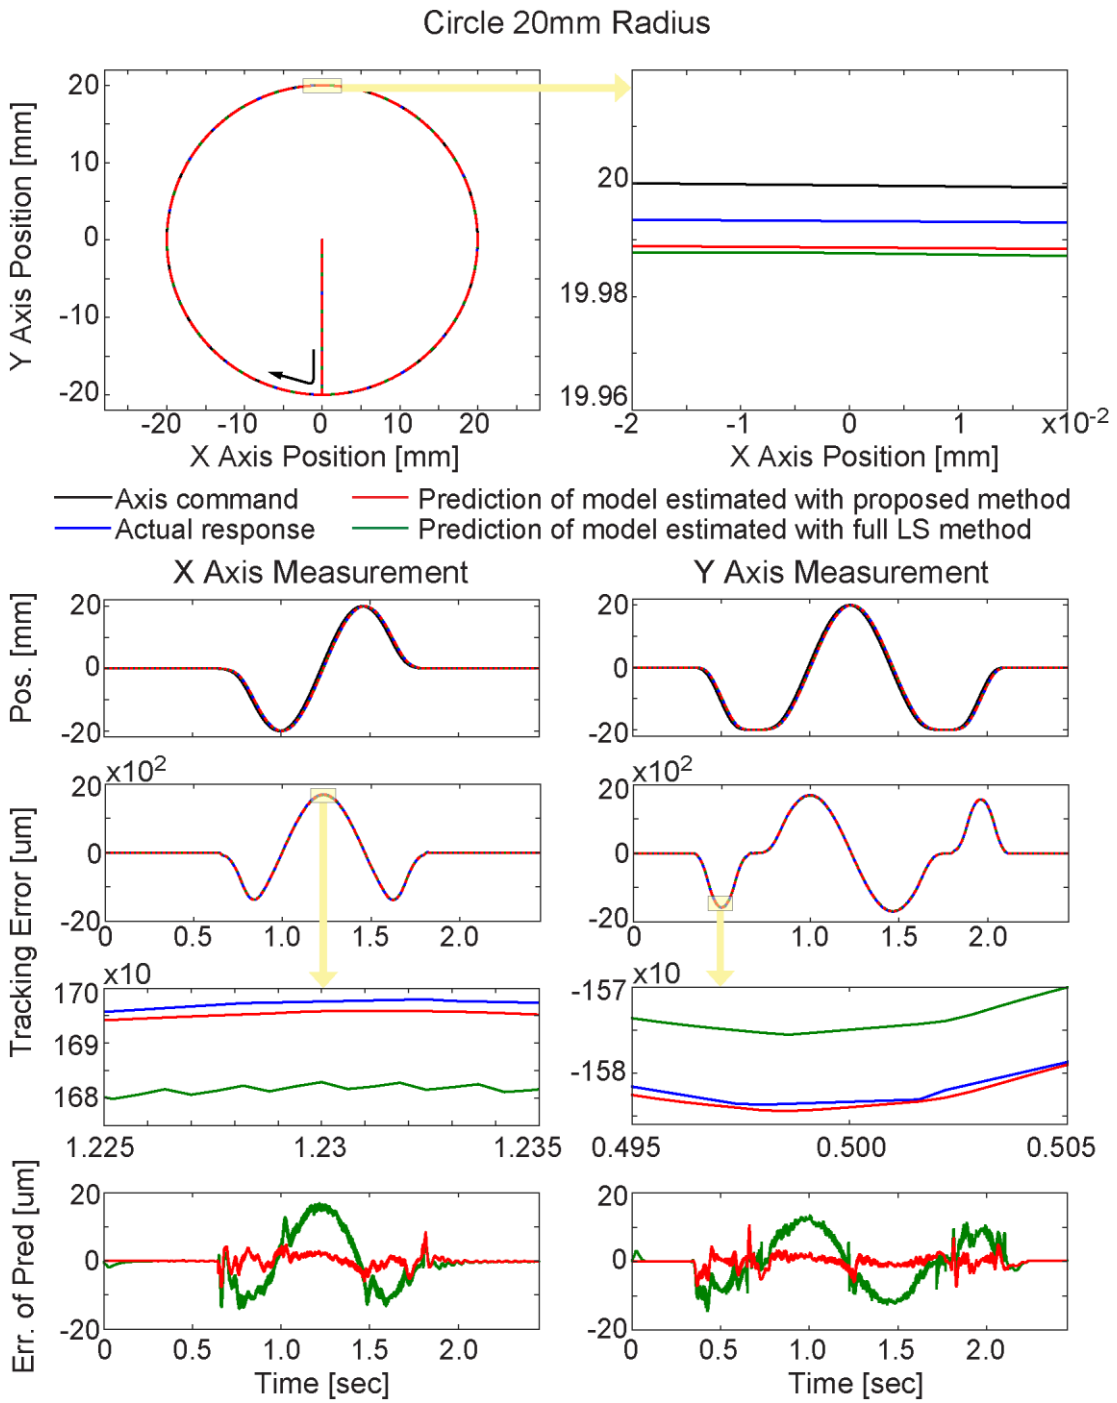 Circle 20mm Radius
Y Axis Position [mm]
20
10
0
-10
-20
-20 -10 0 10 20
X Axis Position [mm]
20
19.98
19.96
-2 -1 0 1 x10-2
X Axis Position [mm]
Axis command
Prediction of model estimated with proposed method
Actual response
Prediction of model estimated with full LS method
X Axis Measurement
Y Axis Measurement
Pos. [mm]
20
0
-20
20
0
-20
Tracking Error [um]
x10²
20
0
-20
0 0.5 1.0 1.5 2.0
x10²
20
0
-20
0 1.0 1.5 2.0
x10
170
169
168
1.225 1.23 1.235
x10
-157
-158
0.495 0.500 0.505
Err. of Pred [um]
20
0
-20
0 0.5 1.0 1.5 2.0
Time [sec]
20
0
-20
0 0.5 1.0 1.5 2.0
Time [sec]